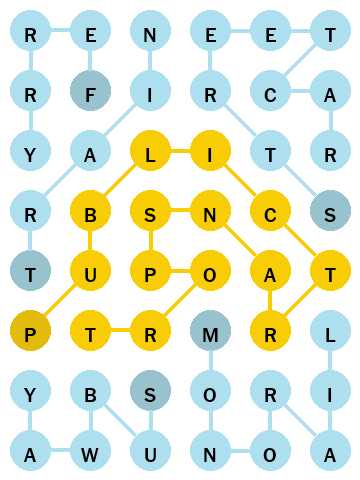 R E N E E T
R F I R C A
Y A L I T R
R B S N C S
T U P O A T
P T R M R L
Y B S O R I
A W U N O A